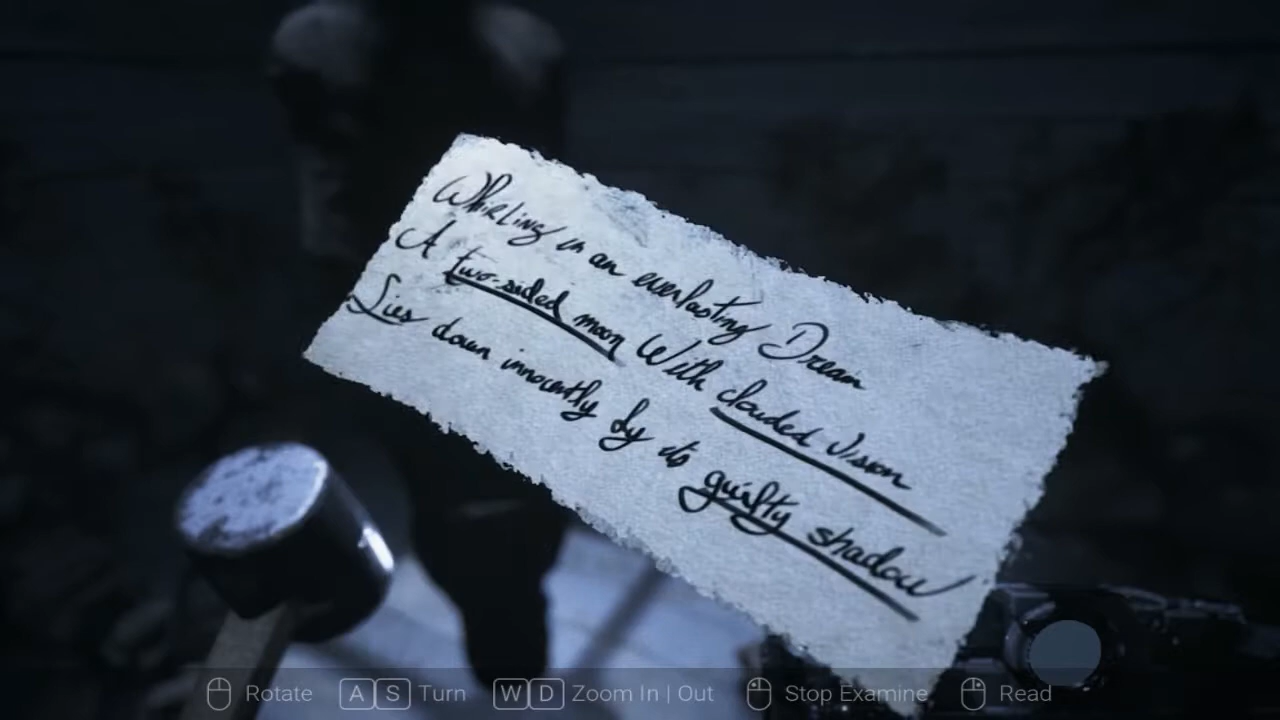 Whirling in an everlasting Dream
A two-sided moon With clouded Vision
Lies down innocently by its guilty shadow
Rotate A S Turn W D Zoom In | Out Stop Examine Read